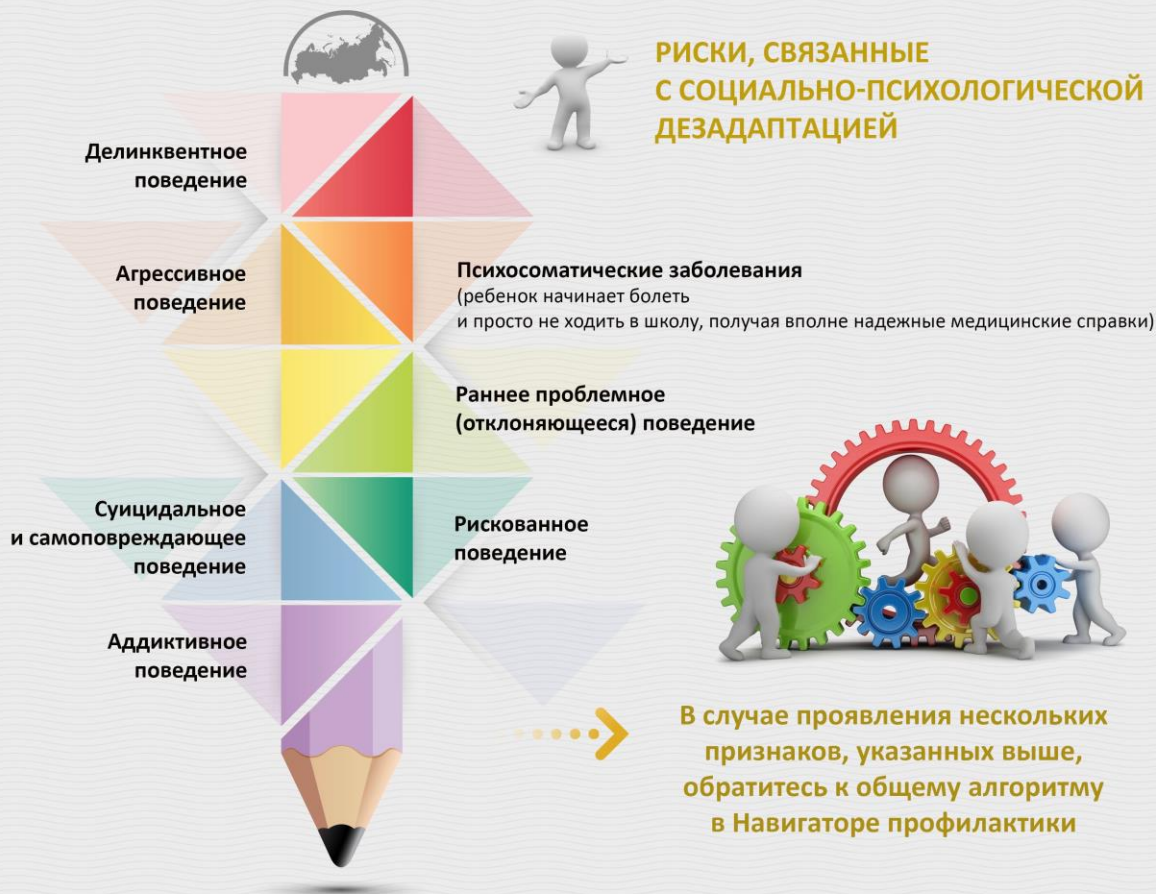 РИСКИ, СВЯЗАННЫЕ
С СОЦИАЛЬНО-ПСИХОЛОГИЧЕСКОЙ
ДЕЗАДАПТАЦИЕЙ
Делинквентное
поведение
Агрессивное
поведение
Психосоматические заболевания
(ребенок начинает болеть
и просто не ходить в школу, получая вполне надежные медицинские справки)
Раннее проблемное
(отклоняющееся) поведение
Суицидальное
и самоповреждающее
поведение
Рискованное
поведение
Аддиктивное
поведение
В случае проявления нескольких
признаков, указанных выше,
обратитесь к общему алгоритму
в Навигаторе профилактики